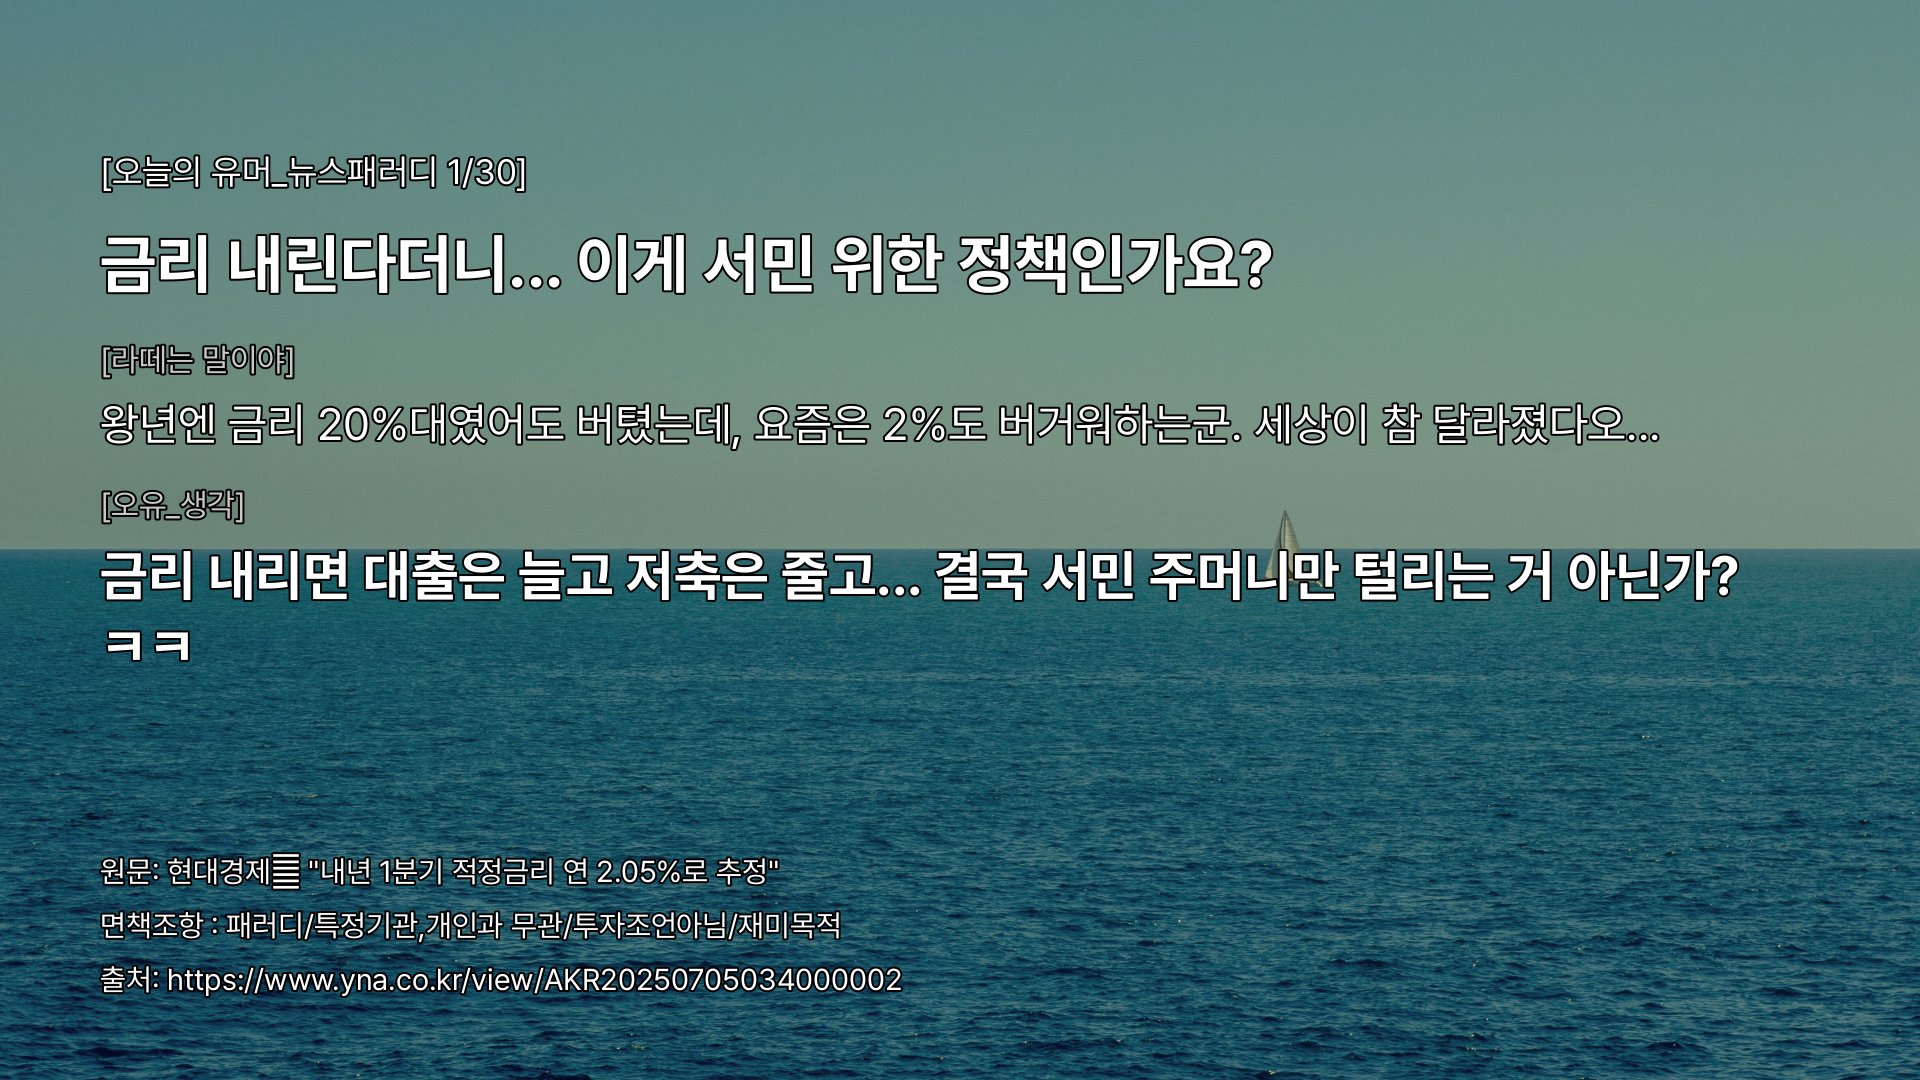 [오늘의 유머_뉴스패러디 1/30]
금리 내린다더니... 이게 서민 위한 정책인가요?
[라떼는 말이야]
왕년엔 금리 20%대였어도 버텼는데, 요즘은 2%도 버거워하는군. 세상이 참 달라졌다오...
[오유_생각]
금리 내리면 대출은 늘고 저축은 줄고... 결국 서민 주머니만 털리는 거 아닌가?
ㅋㅋ
원문: 현대경제 "내년 1분기 적정금리 연 2.05%로 추정"
면책조항 : 패러디/특정기관,개인과 무관/투자조언아님/재미목적
출처: https://www.yna.co.kr/view/AKR20250705034000002